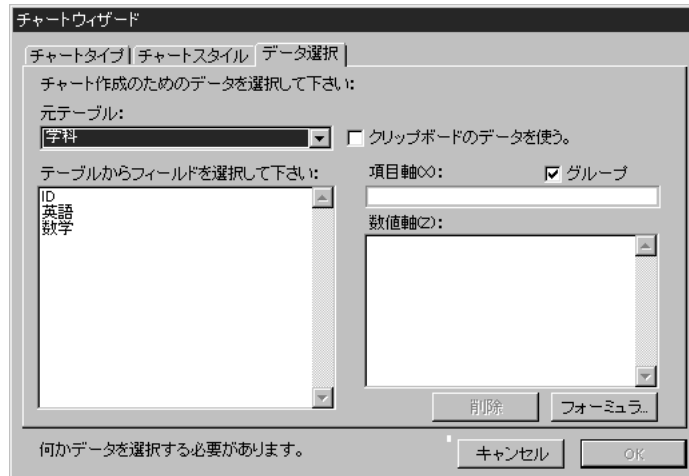 チャートウィザード
チャートタイプ チャートスタイル データ選択
チャート作成のためのデータを選択して下さい:
元テーブル:
学科 クリップボードのデータを使う。
テーブルからフィールドを選択して下さい: 項目軸(X): グループ
ID
英語
数学
数値軸(Z):
削除 フォーミュラ...
何かデータを選択する必要があります。 キャンセル OK